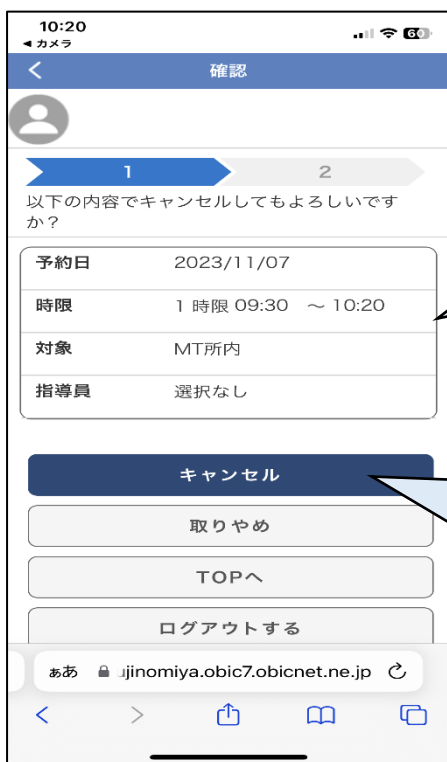 10:20
◀ カメラ
60
確認
1 2
以下の内容でキャンセルしてもよろしいです
か？
予約日 2023/11/07
時限 1 時限 09:30 ～ 10:20
対象 MT所内
指導員 選択なし
キャンセル
取りやめ
TOPへ
ログアウトする
ぁあ ujinomiya.obic7.obicnet.ne.jp